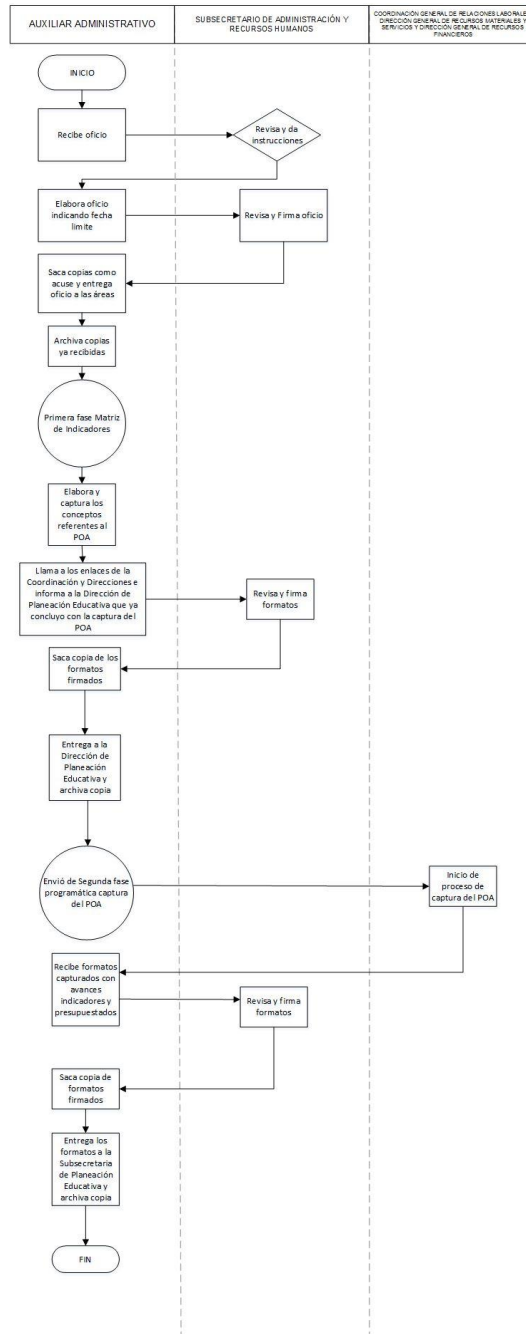 AUXILIAR ADMINISTRATIVO
SUBSECRETARIO DE ADMINISTRACIÓN Y
RECURSOS HUMANOS
COORDINACIÓN GENERAL DE RELACIONES LABORALE
DIRECCIÓN GENERAL DE RECURSOS MATERIALES Y
SERVICIOS Y DIRECCIÓN GENERAL DE RECURSOS
FINANCIEROS
INICIO
Recibe oficio
Revisa y da
instrucciones
Elabora oficio
indicando fecha
limite
Revisa y Firma oficio
Saca copias como
acuse y entrega
oficio a las áreas
Archiva copias
ya recibidas
Primera fase Matriz
de Indicadores
Elabora y
captura los
conceptos
referentes al
POA
Llama a los enlaces de la
Coordinación y Direcciones e
informa a la Dirección de
Planeación Educativa que ya
concluyo con la captura del
POA
Revisa y firma
formatos
Saca copia de los
formatos
firmados
Entrega a la
Dirección de
Planeación
Educativa y
archiva copia
Envió de Segunda fase
programática captura
del POA
Inicio de
proceso de
captura del POA
Recibe formatos
capturados con
avances
indicadores y
presupuestados
Revisa y firma
formatos
Saca copia de
formatos
firmados
Entrega los
formatos a la
Subsecretaria
de Planeación
Educativa y
archiva copia
FIN